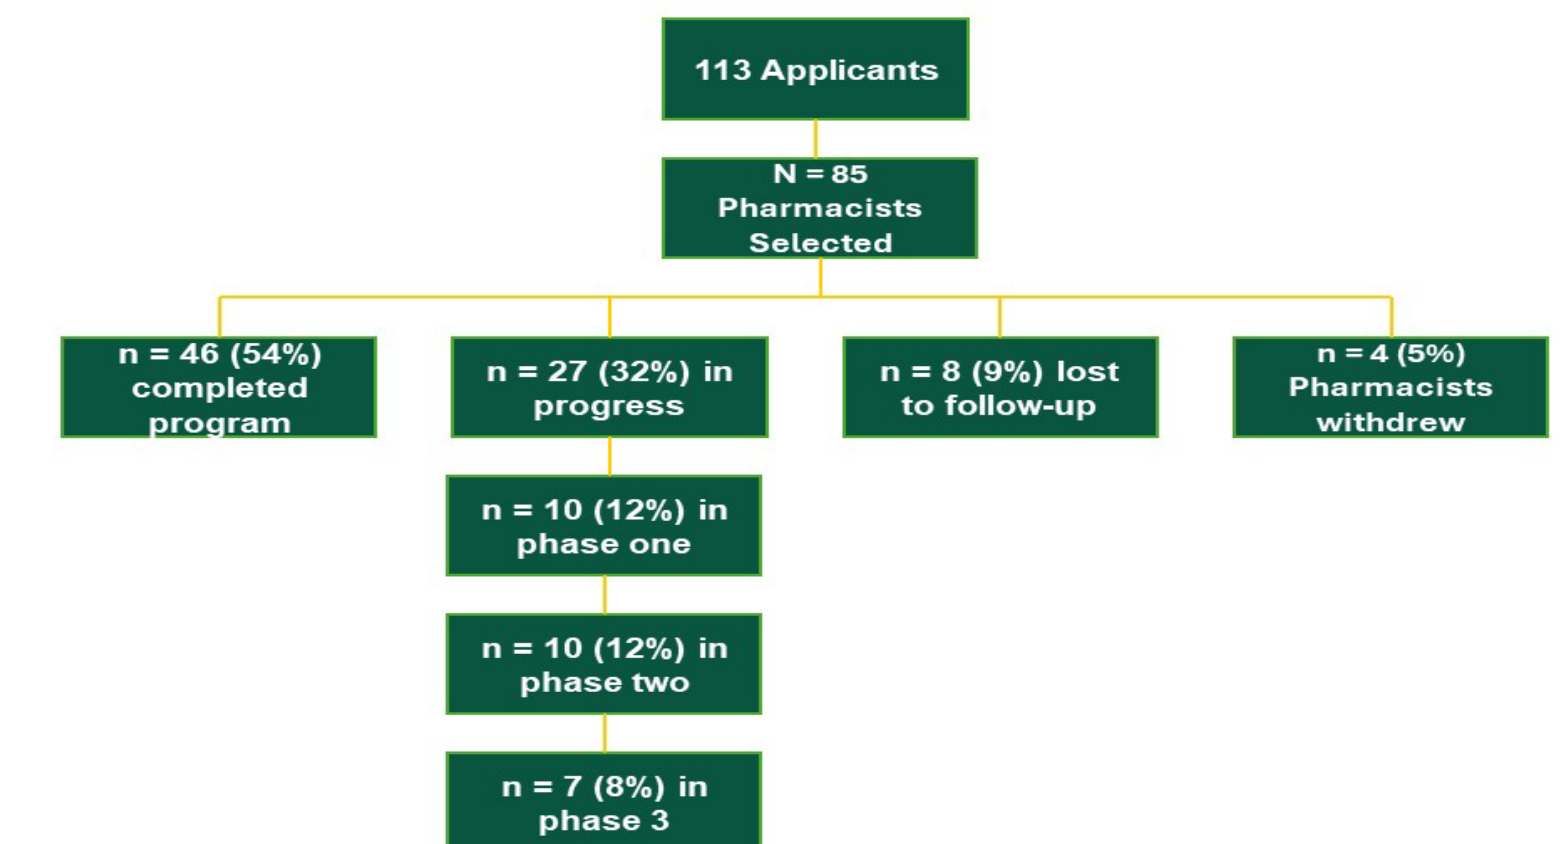 113 Applicants
N = 85
Pharmacists
Selected
n = 46 (54%)
completed
program
n = 27 (32%) in
progress
n = 8 (9%) lost
to follow-up
n = 4 (5%)
Pharmacists
withdrew
n = 10 (12%) in
phase one
n = 10 (12%) in
phase two
n = 7 (8%) in
phase 3